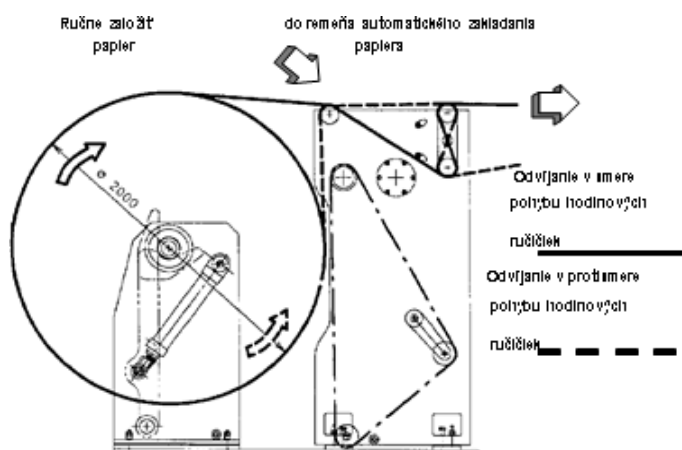 Ručne založiť
papier
do remeňa automatického zakladania
papiera
ø 2000
Odvíjanie v smere
pohybu hodinových
ručičiek
Odvíjanie v protismere
pohybu hodinových
ručičiek